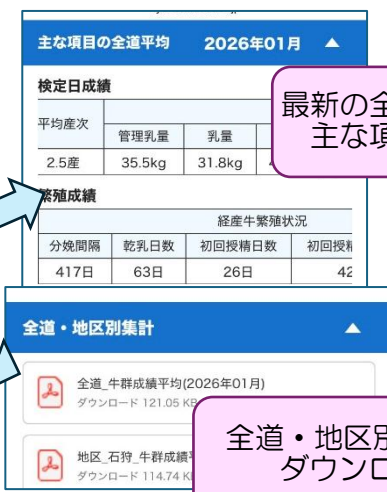 主な項目の全道平均 2026年01月 ▲
検定日成績
平均産次
管理乳量 乳量
2.5産 35.5kg 31.8kg
最新の全
主な項
繁殖成績
経産牛繁殖状況
分娩間隔 乾乳日数 初回授精日数 初回授精
417日 63日 26日 42
全道・地区別集計 ▲
全道_牛群成績平均(2026年01月)
ダウンロード 121.05 KB
地区_石狩_牛群成績
ダウンロード 114.74 K
全道・地区別
ダウンロ